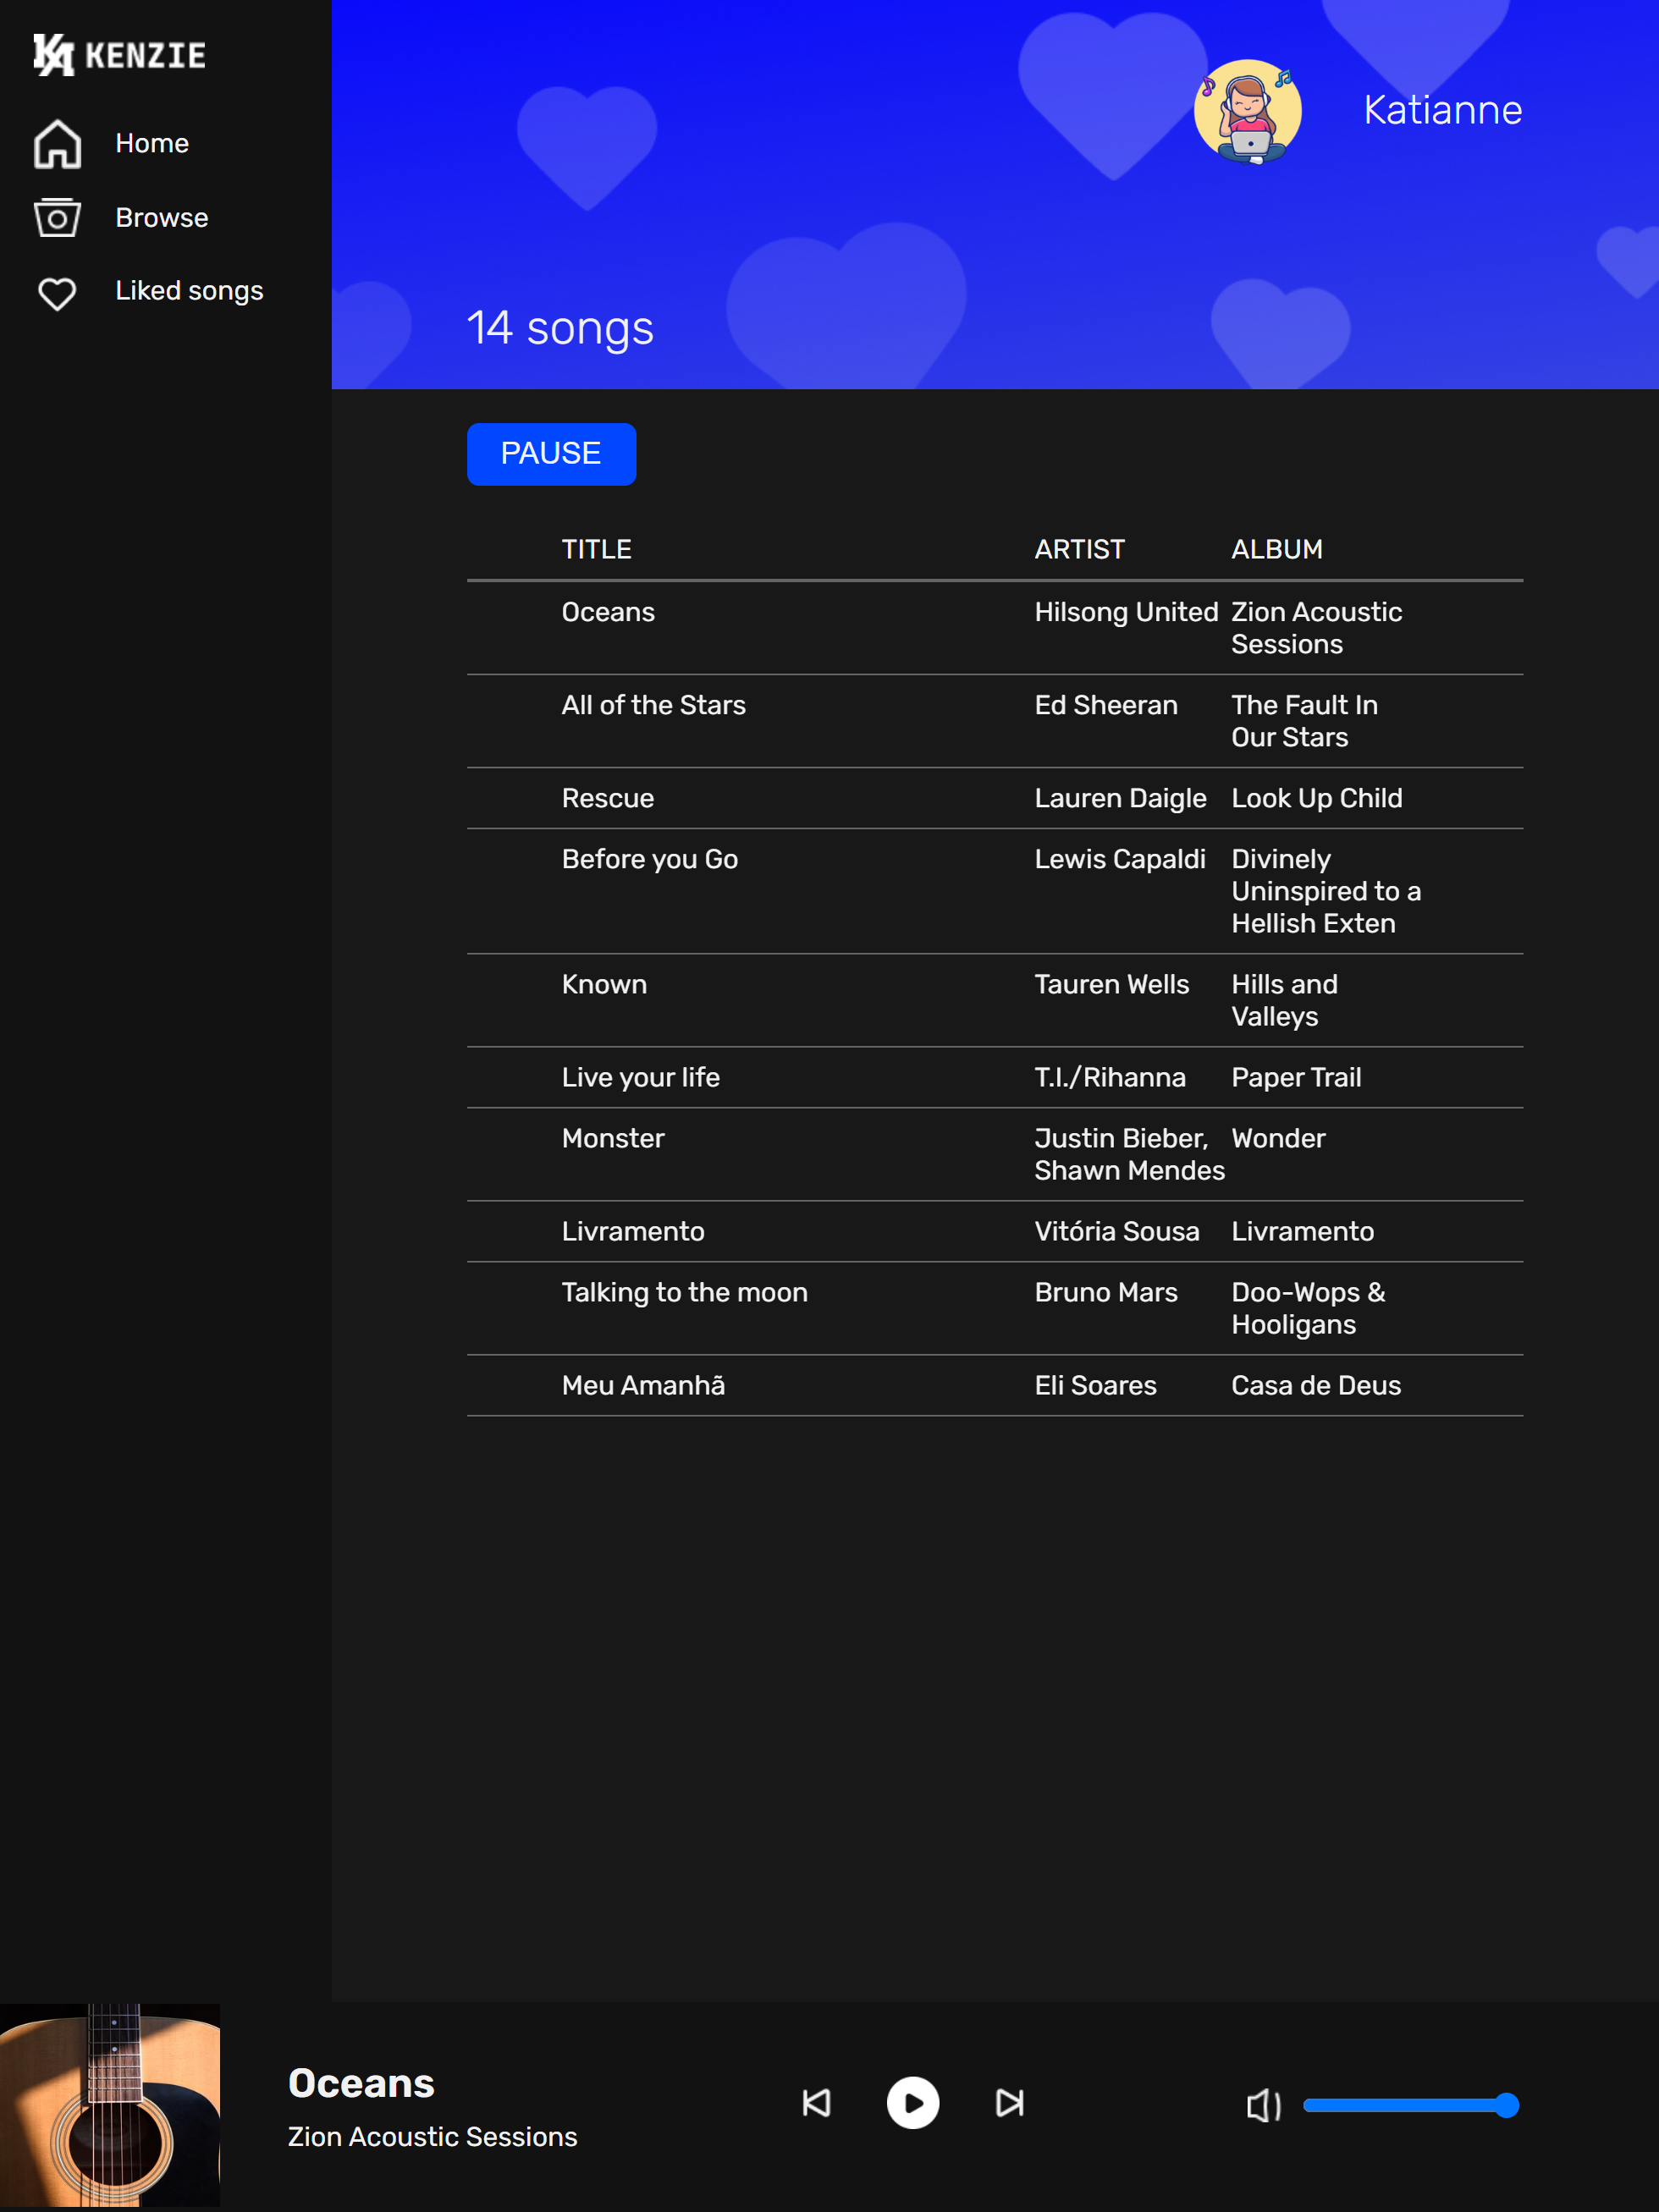 KENZIE
Home
Browse
Liked songs
Katianne
14 songs
PAUSE
TITLE ARTIST ALBUM
Oceans Hilsong United Zion Acoustic
Sessions
All of the Stars Ed Sheeran The Fault In
Our Stars
Rescue Lauren Daigle Look Up Child
Before you Go Lewis Capaldi Divinely
Uninspired to a
Hellish Exten
Known Tauren Wells Hills and
Valleys
Live your life T.I./Rihanna Paper Trail
Monster Justin Bieber, Wonder
Shawn Mendes
Livramento Vitória Sousa Livramento
Talking to the moon Bruno Mars Doo-Wops &
Hooligans
Meu Amanhã Eli Soares Casa de Deus
Oceans
Zion Acoustic Sessions